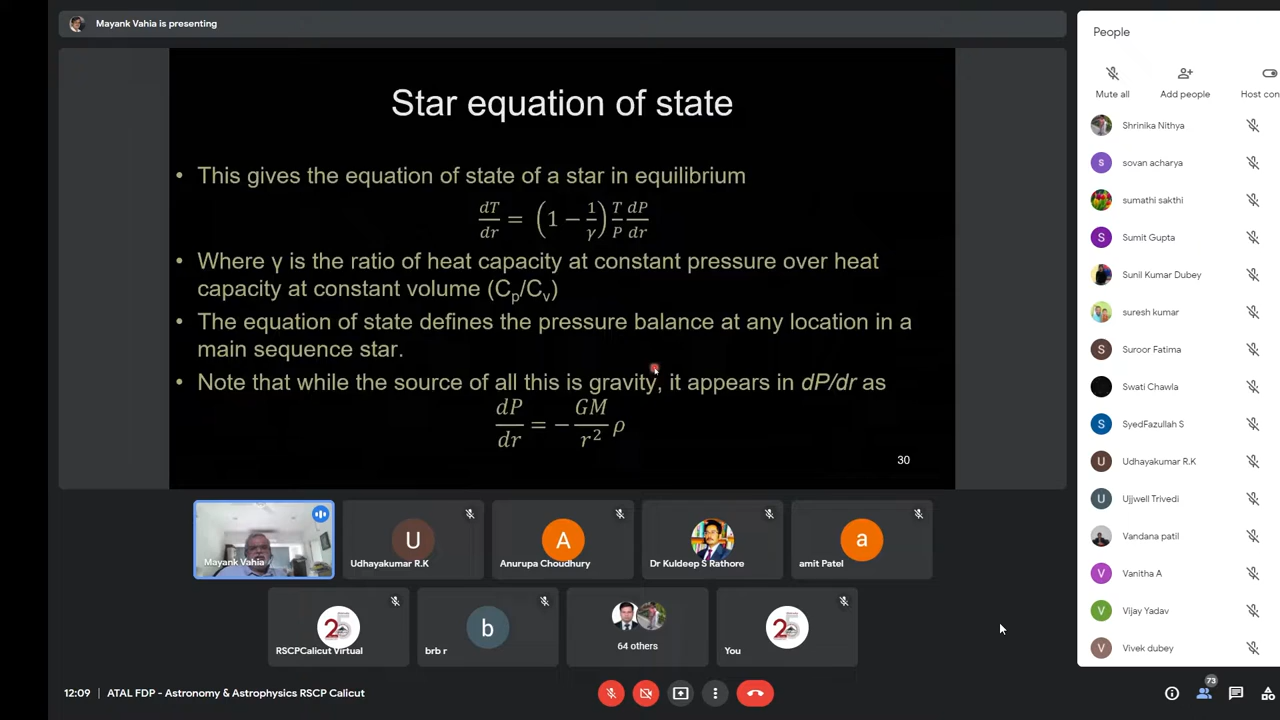 Mayank Vahia is presenting
Star equation of state
• This gives the equation of state of a star in equilibrium
dT/dr = (1 − 1/γ) T/P dP/dr
• Where γ is the ratio of heat capacity at constant pressure over heat
capacity at constant volume (Cp/Cv)
• The equation of state defines the pressure balance at any location in a
main sequence star.
• Note that while the source of all this is gravity, it appears in dP/dr as
dP/dr = − GM/r² ρ
30
Mayank Vahia
U
Udhayakumar R.K
A
Anurupa Choudhury
Dr Kuldeep S Rathore
a
amit Patel
25
RSCPCalicut Virtual
b
brb r
64 others
25
You
12:09 | ATAL FDP - Astronomy & Astrophysics RSCP Calicut
People
Mute all
Add people
Host con
Shrinika Nithya
s
sovan acharya
sumathi sakthi
S
Sumit Gupta
Sunil Kumar Dubey
suresh kumar
S
Suroor Fatima
Swati Chawla
S
SyedFazullah S
U
Udhayakumar R.K
U
Ujjwell Trivedi
Vandana patil
V
Vanitha A
V
Vijay Yadav
V
Vivek dubey
73